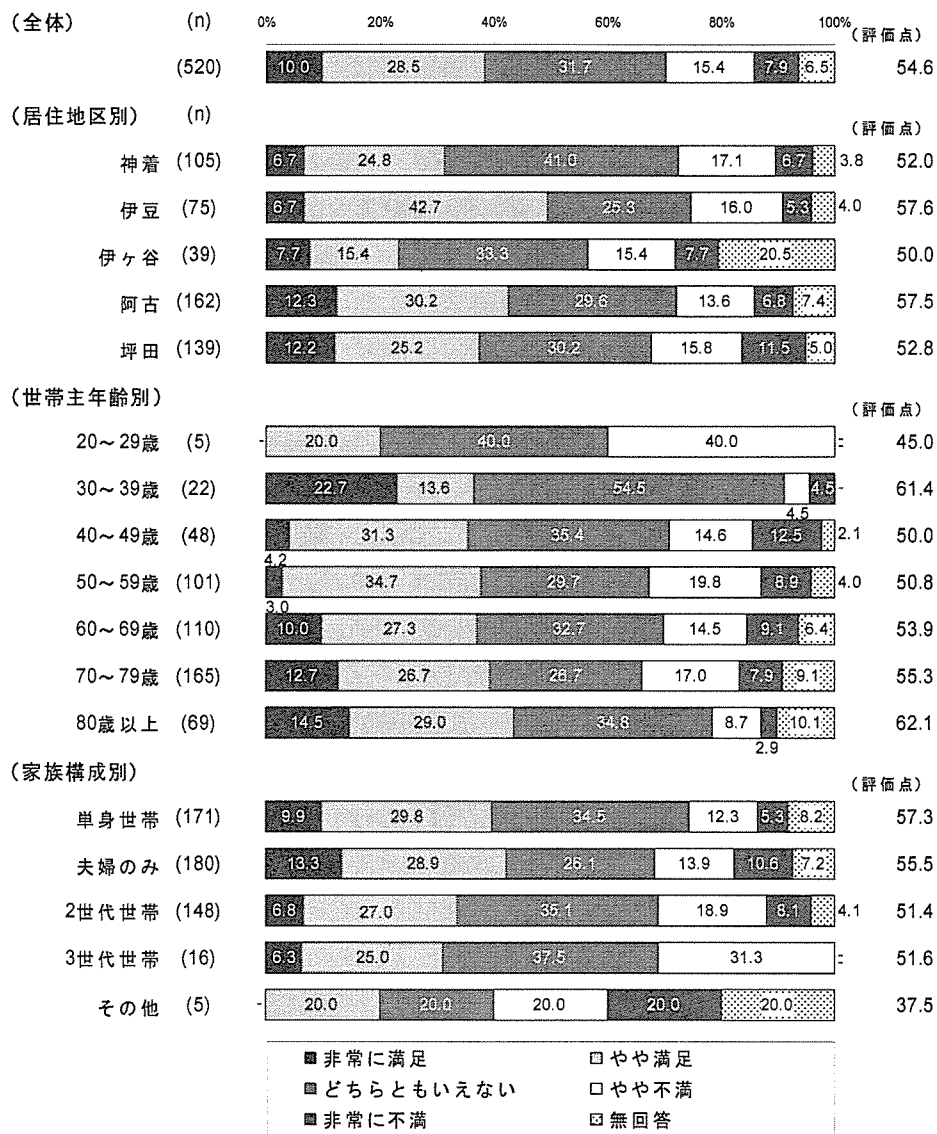 (全体) (n) 0% 20% 40% 60% 80% 100%
(評価点)
(520) 10.0 28.5 31.7 15.4 7.9 6.5 54.6
(居住地区別) (n)
(評価点)
神着 (105) 6.7 24.8 41.0 17.1 6.7 3.8 52.0
伊豆 (75) 6.7 42.7 25.3 16.0 5.3 4.0 57.6
伊ヶ谷 (39) 7.7 15.4 33.3 15.4 7.7 20.5 50.0
阿古 (162) 12.3 30.2 29.6 13.6 6.8 7.4 57.5
坪田 (139) 12.2 25.2 30.2 15.8 11.5 5.0 52.8
(世帯主年齢別)
(評価点)
20~29歳 (5) - 20.0 40.0 40.0 - - 45.0
30~39歳 (22) 22.7 13.6 54.5 4.5 - 61.4
4.5
40~49歳 (48) 31.3 35.4 14.6 12.5 2.1 50.0
4.2
50~59歳 (101) 34.7 29.7 19.8 8.9 4.0 50.8
3.0
60~69歳 (110) 10.0 27.3 32.7 14.5 9.1 6.4 53.9
70~79歳 (165) 12.7 26.7 26.7 17.0 7.9 9.1 55.3
80歳以上 (69) 14.5 29.0 34.8 8.7 10.1 62.1
2.9
(家族構成別)
(評価点)
単身世帯 (171) 9.9 29.8 34.5 12.3 5.3 8.2 57.3
夫婦のみ (180) 13.3 28.9 26.1 13.9 10.6 7.2 55.5
2世代世帯 (148) 6.8 27.0 35.1 18.9 8.1 4.1 51.4
3世代世帯 (16) 6.3 25.0 37.5 31.3 - - 51.6
その他 (5) - 20.0 20.0 20.0 20.0 20.0 37.5
非常に満足 やや満足
どちらともいえない やや不満
非常に不満 無回答